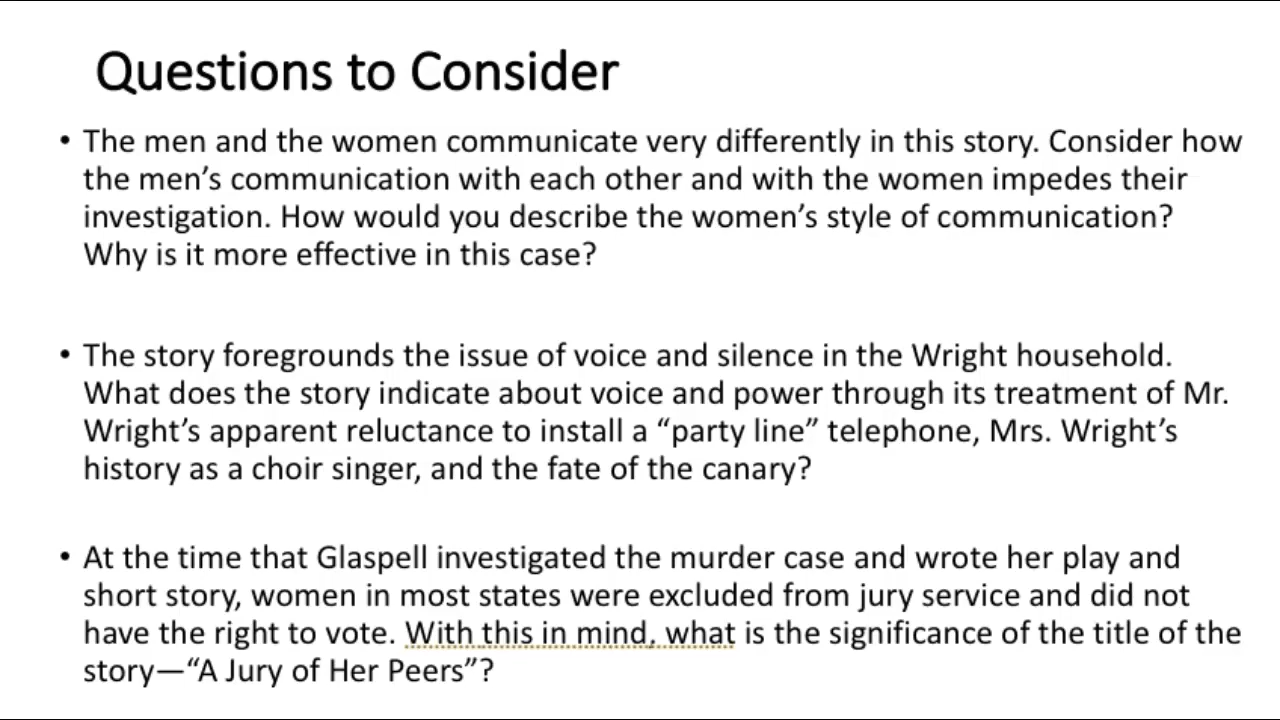 Questions to Consider
• The men and the women communicate very differently in this story. Consider how
the men’s communication with each other and with the women impedes their
investigation. How would you describe the women’s style of communication?
Why is it more effective in this case?
• The story foregrounds the issue of voice and silence in the Wright household.
What does the story indicate about voice and power through its treatment of Mr.
Wright’s apparent reluctance to install a “party line” telephone, Mrs. Wright’s
history as a choir singer, and the fate of the canary?
• At the time that Glaspell investigated the murder case and wrote her play and
short story, women in most states were excluded from jury service and did not
have the right to vote. With this in mind, what is the significance of the title of the
story—“A Jury of Her Peers”?